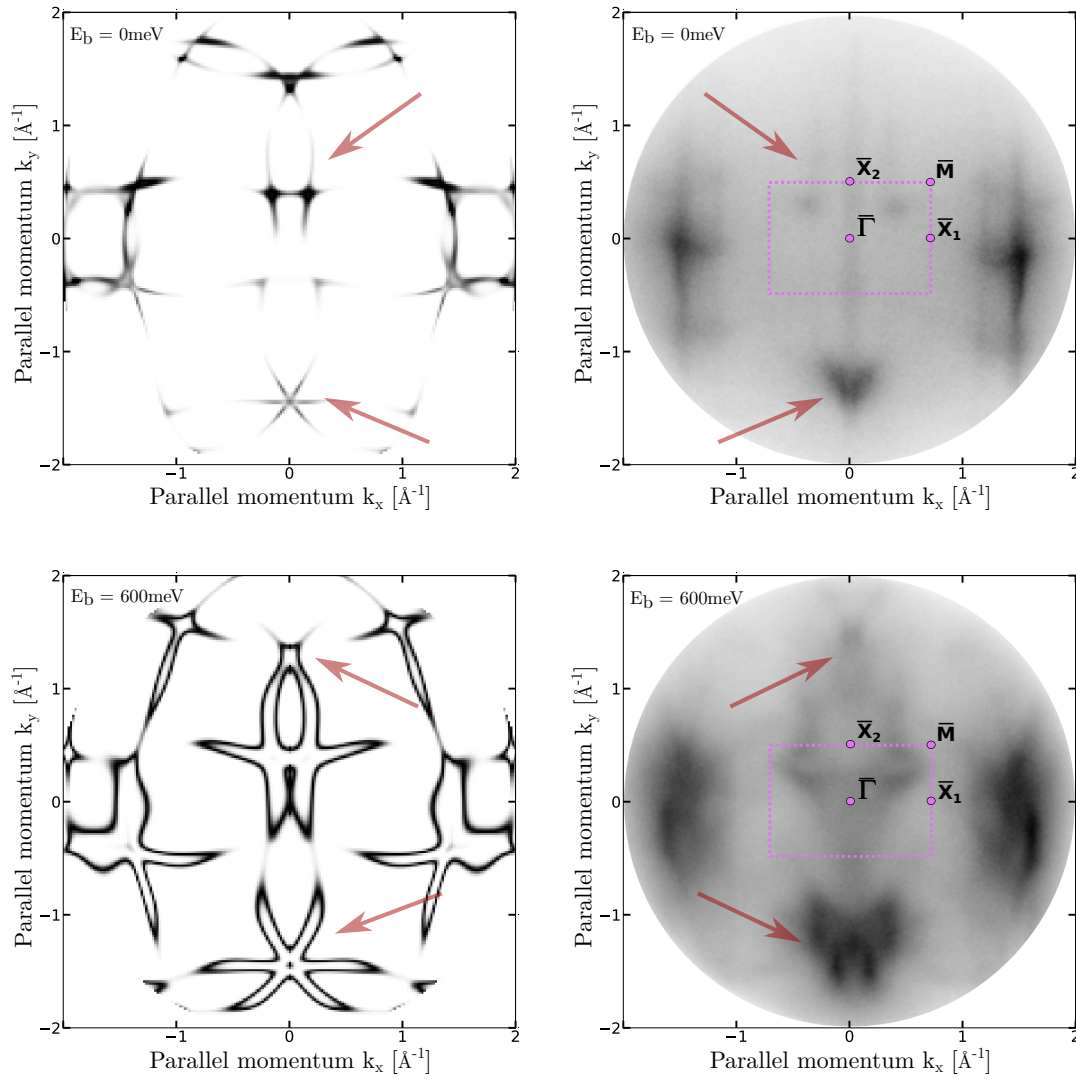 E_b = 0meV
2
1
0
−1
−2
Parallel momentum k_y [Å⁻¹]
−1
0
1
2
Parallel momentum k_x [Å⁻¹]
E_b = 0meV
2
1
0
−1
−2
Parallel momentum k_y [Å⁻¹]
X̅₂
M̅
Γ̅
X̅₁
−1
0
1
2
Parallel momentum k_x [Å⁻¹]
E_b = 600meV
2
1
0
−1
−2
Parallel momentum k_y [Å⁻¹]
−1
0
1
2
Parallel momentum k_x [Å⁻¹]
E_b = 600meV
2
1
0
−1
−2
Parallel momentum k_y [Å⁻¹]
X̅₂
M̅
Γ̅
X̅₁
−1
0
1
2
Parallel momentum k_x [Å⁻¹]